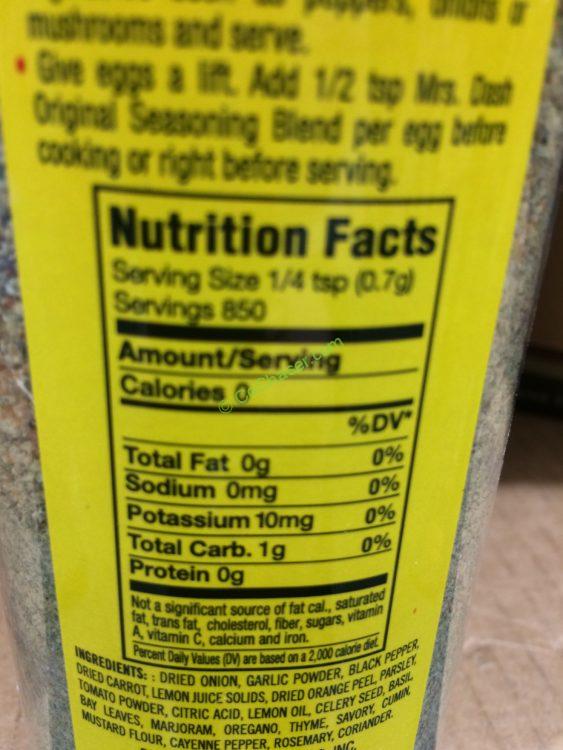 mushrooms and serve.
• Give eggs a lift. Add 1/2 tsp Mrs. Dash
Original Seasoning Blend per egg before
cooking or right before serving.
Nutrition Facts
Serving Size 1/4 tsp (0.7g)
Servings 850
Amount/Serving
Calories 0
© CoChaser.com
%DV*
Total Fat 0g 0%
Sodium 0mg 0%
Potassium 10mg 0%
Total Carb. 1g 0%
Protein 0g
Not a significant source of fat cal., saturated
fat, trans fat, cholesterol, fiber, sugars, vitamin
A, vitamin C, calcium and iron.
Percent Daily Values (DV) are based on a 2,000 calorie diet.
INGREDIENTS: : DRIED ONION, GARLIC POWDER, BLACK PEPPER,
DRIED CARROT, LEMON JUICE SOLIDS, DRIED ORANGE PEEL, PARSLEY,
TOMATO POWDER, CITRIC ACID, LEMON OIL, CELERY SEED, BASIL,
BAY LEAVES, MARJORAM, OREGANO, THYME, SAVORY, CUMIN,
MUSTARD FLOUR, CAYENNE PEPPER, ROSEMARY, CORIANDER.
INC.